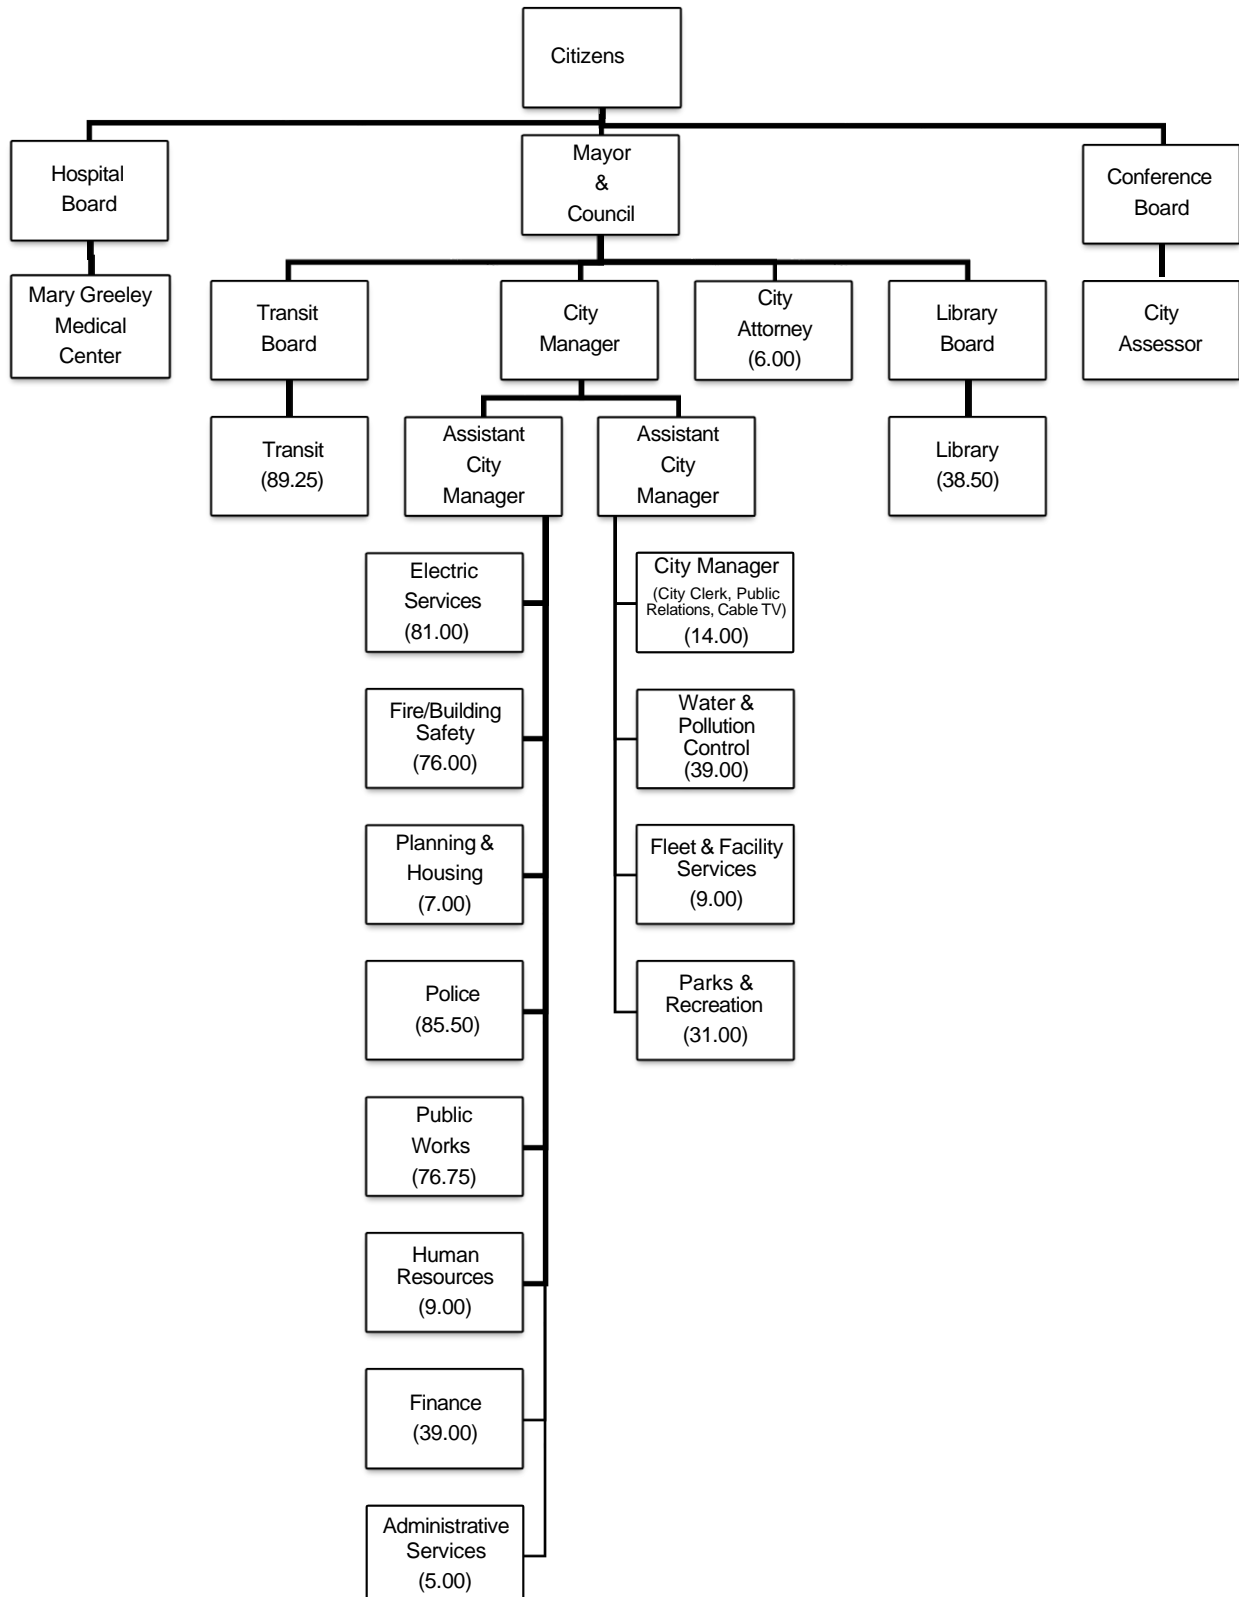 Citizens
Hospital
Board
Mayor
&
Council
Conference
Board
Mary Greeley
Medical
Center
Transit
Board
City
Manager
City
Attorney
(6.00)
Library
Board
City
Assessor
Transit
(89.25)
Assistant
City
Manager
Assistant
City
Manager
Library
(38.50)
Electric
Services
(81.00)
City Manager
(City Clerk, Public
Relations, Cable TV)
(14.00)
Fire/Building
Safety
(76.00)
Water &
Pollution
Control
(39.00)
Planning &
Housing
(7.00)
Fleet & Facility
Services
(9.00)
Police
(85.50)
Parks &
Recreation
(31.00)
Public
Works
(76.75)
Human
Resources
(9.00)
Finance
(39.00)
Administrative
Services
(5.00)